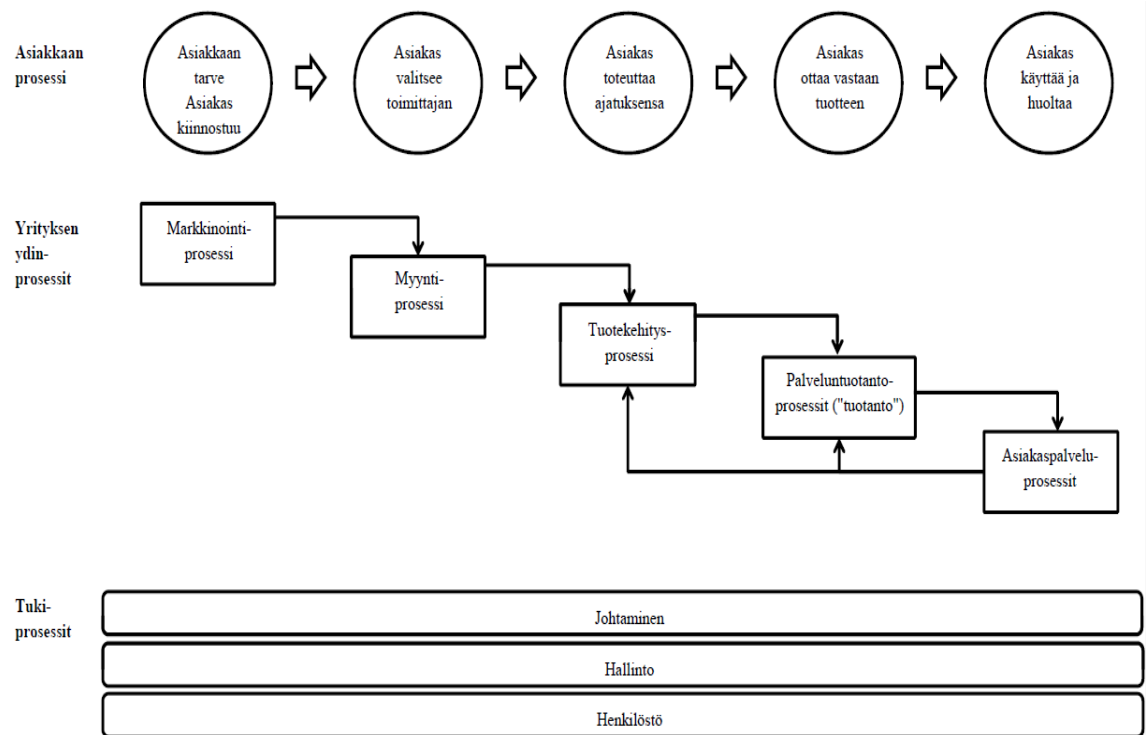 Asiakkaan
prosessi
Asiakkaan
tarve
Asiakas
kiinnostuu
Asiakas
valitsee
toimittajan
Asiakas
toteuttaa
ajatuksensa
Asiakas
ottaa vastaan
tuotteen
Asiakas
käyttää ja
huoltaa
Yrityksen
ydin-
prosessit
Markkinointi-
prosessi
Myynti-
prosessi
Tuotekehitys-
prosessi
Palveluntuotanto-
prosessit ("tuotanto")
Asiakaspalvelu-
prosessit
Tuki-
prosessit
Johtaminen
Hallinto
Henkilöstö